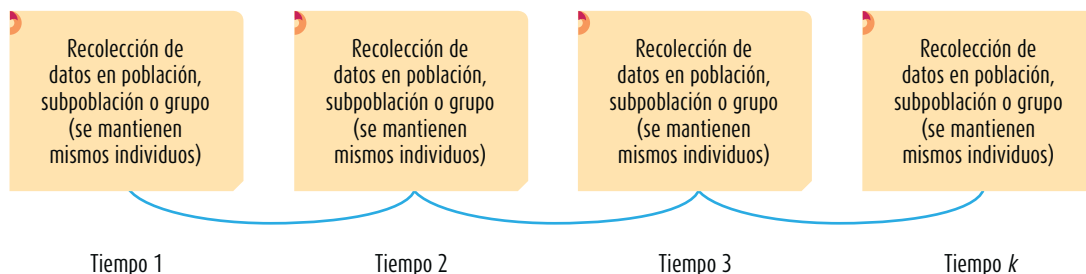 Recolección de
datos en población,
subpoblación o grupo
(se mantienen
mismos individuos)
Recolección de
datos en población,
subpoblación o grupo
(se mantienen
mismos individuos)
Recolección de
datos en población,
subpoblación o grupo
(se mantienen
mismos individuos)
Recolección de
datos en población,
subpoblación o grupo
(se mantienen
mismos individuos)
Tiempo 1
Tiempo 2
Tiempo 3
Tiempo k